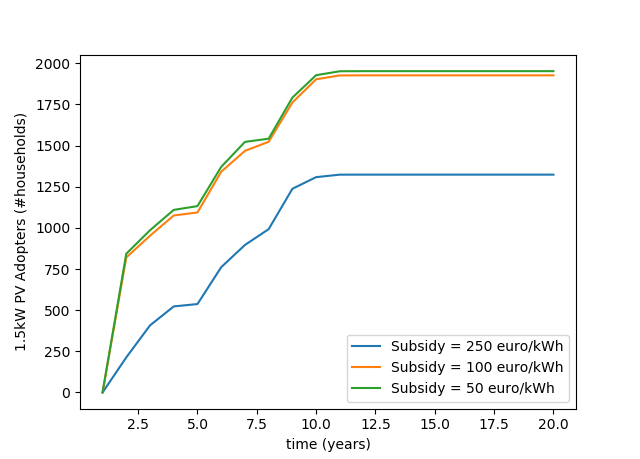 2000
1750
1500
1250
1000
750
500
250
0
1.5kW PV Adopters (#households)
Subsidy = 250 euro/kWh
Subsidy = 100 euro/kWh
Subsidy = 50 euro/kWh
2.5 5.0 7.5 10.0 12.5 15.0 17.5 20.0
time (years)